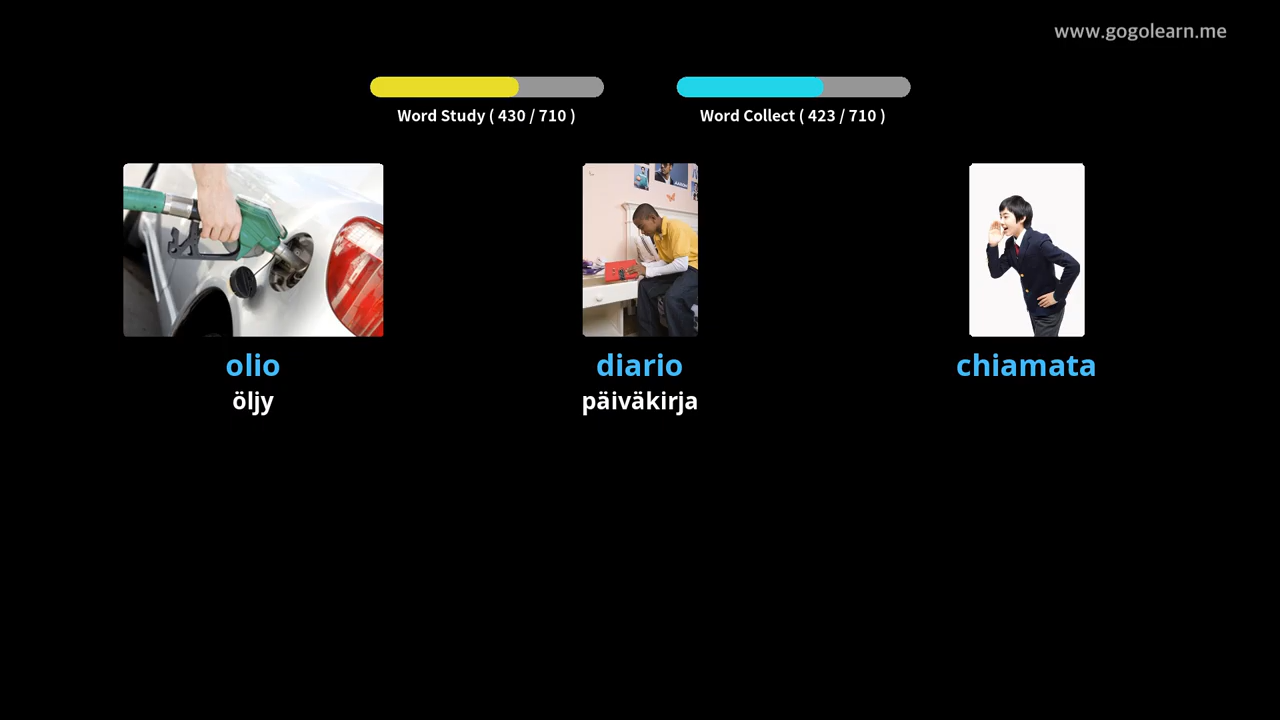 www.gogolearn.me
Word Study ( 430 / 710 )
Word Collect ( 423 / 710 )
olio
öljy
diario
päiväkirja
chiamata